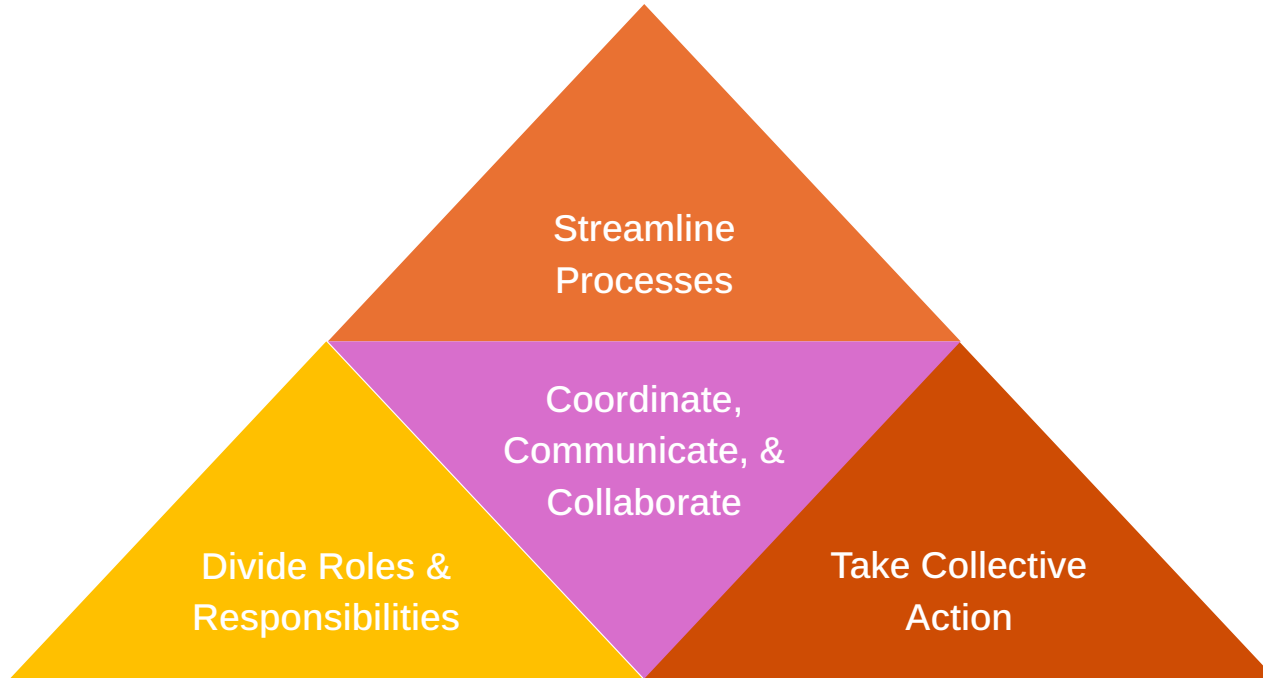 Streamline
Processes
Coordinate,
Communicate, &
Collaborate
Divide Roles &
Responsibilities
Take Collective
Action